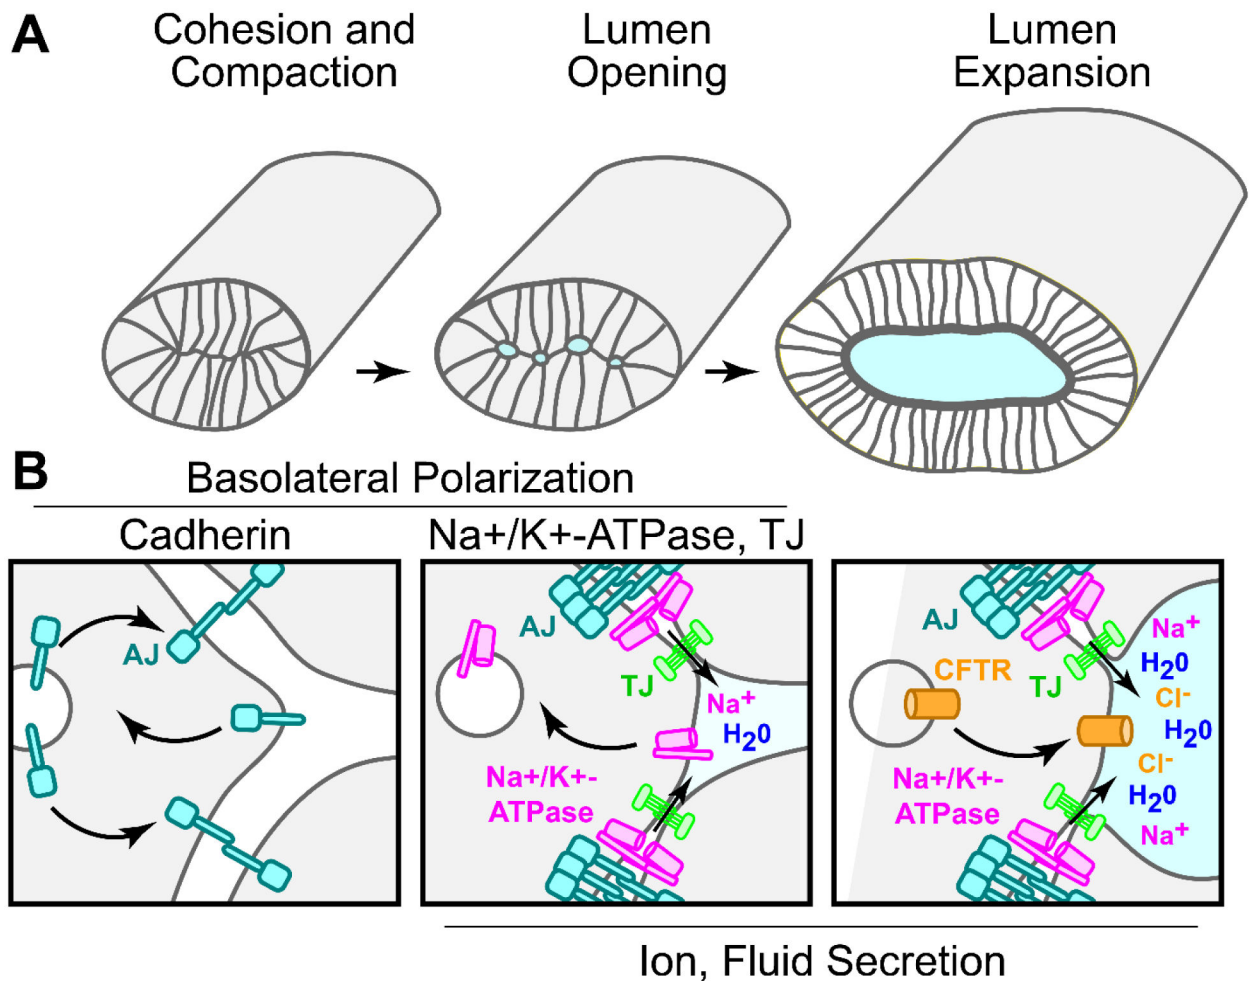 A
Cohesion and
Compaction
Lumen
Opening
Lumen
Expansion
B
Basolateral Polarization
Cadherin
Na+/K+-ATPase, TJ
AJ
AJ
TJ
Na+
H20
Na+/K+-
ATPase
AJ
CFTR
TJ
Na+
H20
Cl-
H20
Cl-
H20
Na+
Na+/K+-
ATPase
Ion, Fluid Secretion